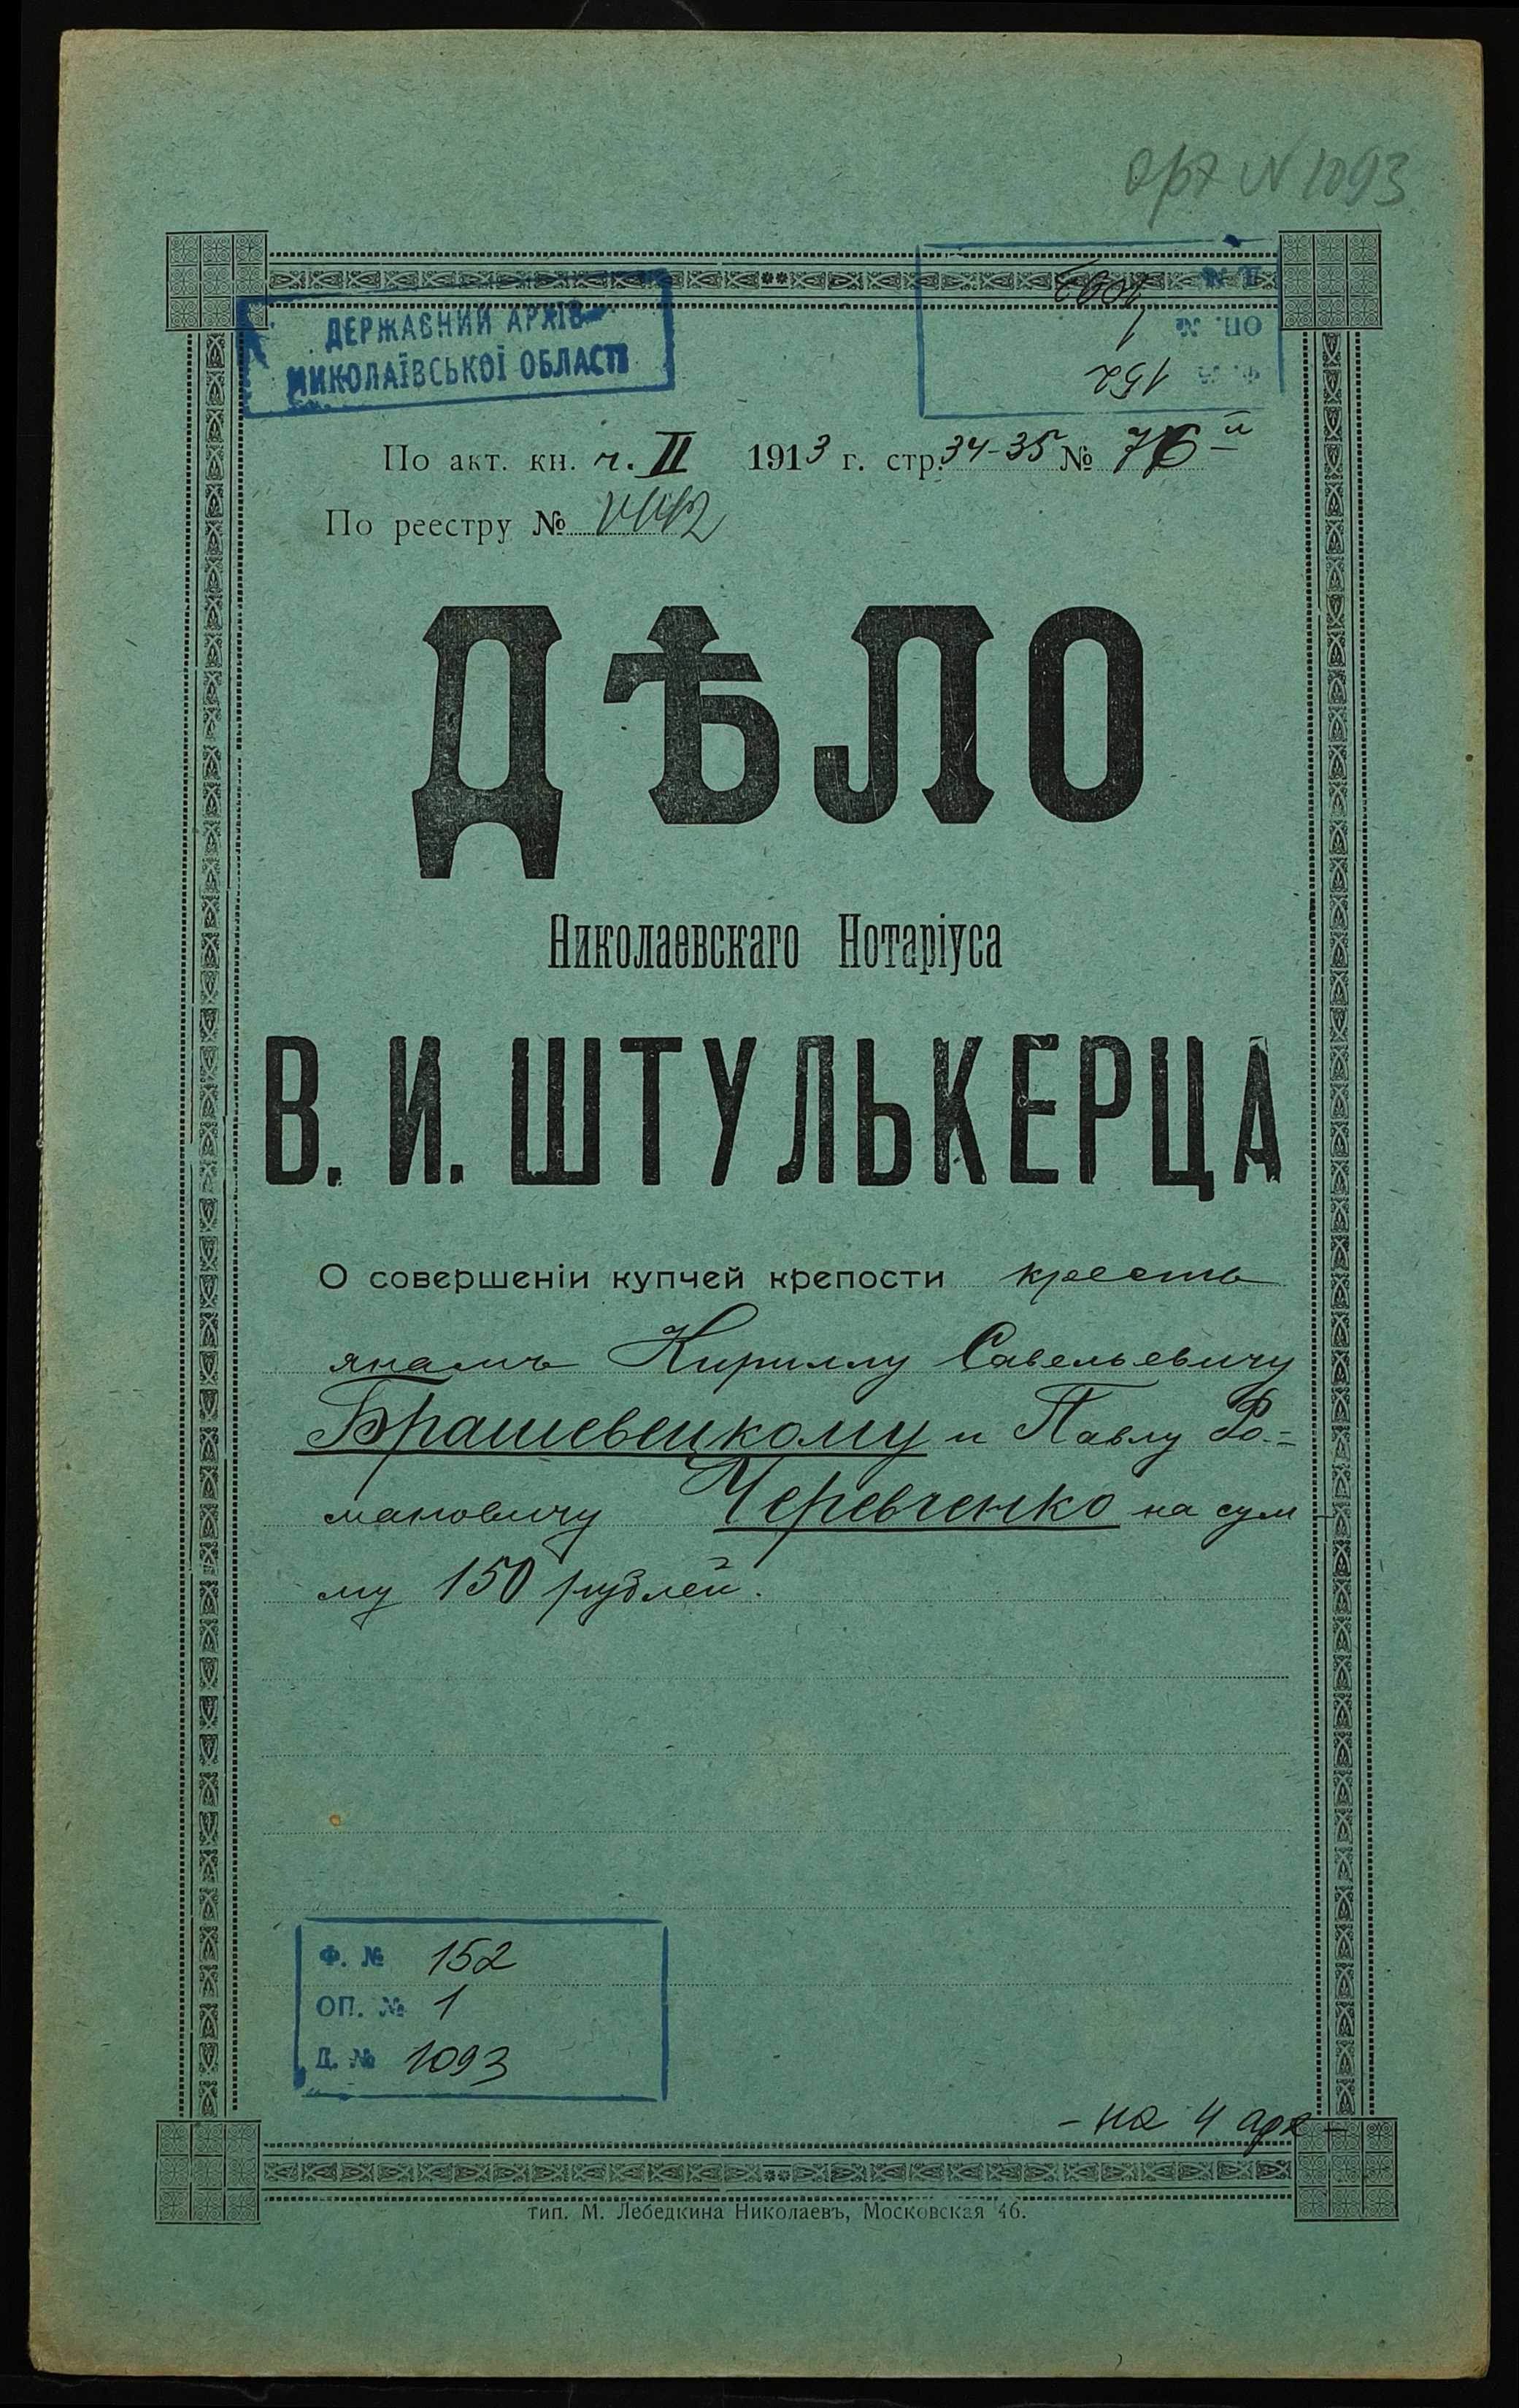 арх № 1093
ДЕРЖАВНИЙ АРХІВ
МИКОЛАЇВСЬКОЇ ОБЛАСТІ
Ф. № 152
ОП. № 1
Д. № 1093
По акт. кн. ч. II 1913 г. стр. 34-35 № 76-й
По реестру №
ДѢЛО
Николаевскаго Нотаріуса
В. И. ШТУЛЬКЕРЦА
О совершеніи купчей крепости кресть
янамъ Кириллу Савельевичу
Брашевецкому и Павлу Ро=
мановичу Черевченко на сум
му 150 рублей.
Ф. № 152
ОП. № 1
Д. № 1093
- на 4 арк -
тип. М. Лебедкина Николаевъ, Московская 46.